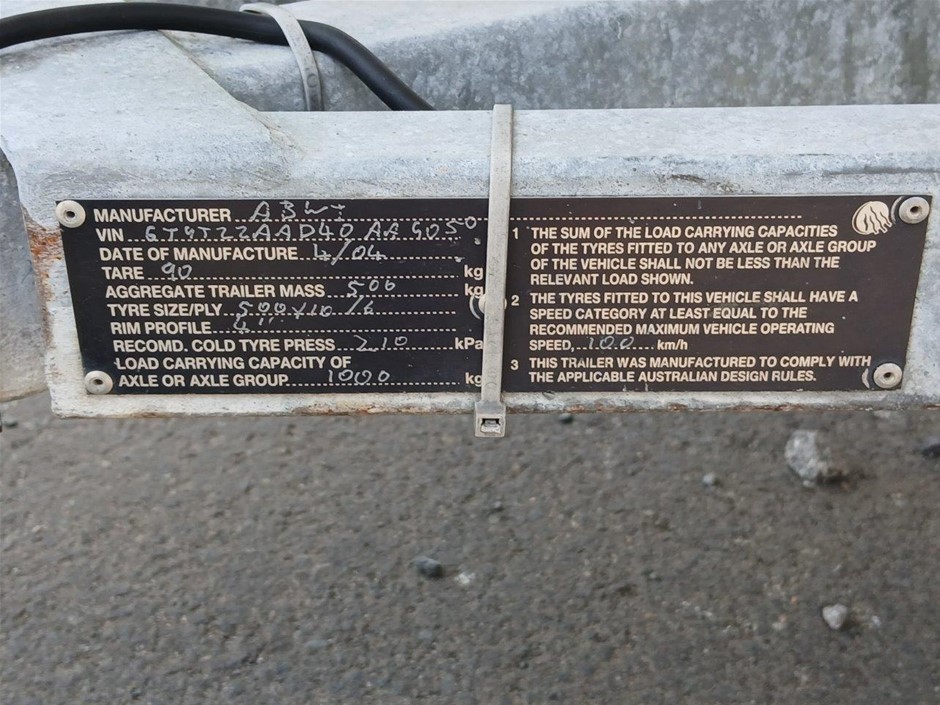 MANUFACTURER
VIN 6T9T22AAD40AA9050
DATE OF MANUFACTURE 4/04
TARE 90 kg
AGGREGATE TRAILER MASS 506 kg
TYRE SIZE/PLY 500X10/6
RIM PROFILE 4"
RECOMD. COLD TYRE PRESS 210 kPa
LOAD CARRYING CAPACITY OF
AXLE OR AXLE GROUP 1000 kg
1 THE SUM OF THE LOAD CARRYING CAPACITIES
OF THE TYRES FITTED TO ANY AXLE OR AXLE GROUP
OF THE VEHICLE SHALL NOT BE LESS THAN THE
RELEVANT LOAD SHOWN.
2 THE TYRES FITTED TO THIS VEHICLE SHALL HAVE A
SPEED CATEGORY AT LEAST EQUAL TO THE
RECOMMENDED MAXIMUM VEHICLE OPERATING
SPEED, 100 km/h
3 THIS TRAILER WAS MANUFACTURED TO COMPLY WITH
THE APPLICABLE AUSTRALIAN DESIGN RULES.